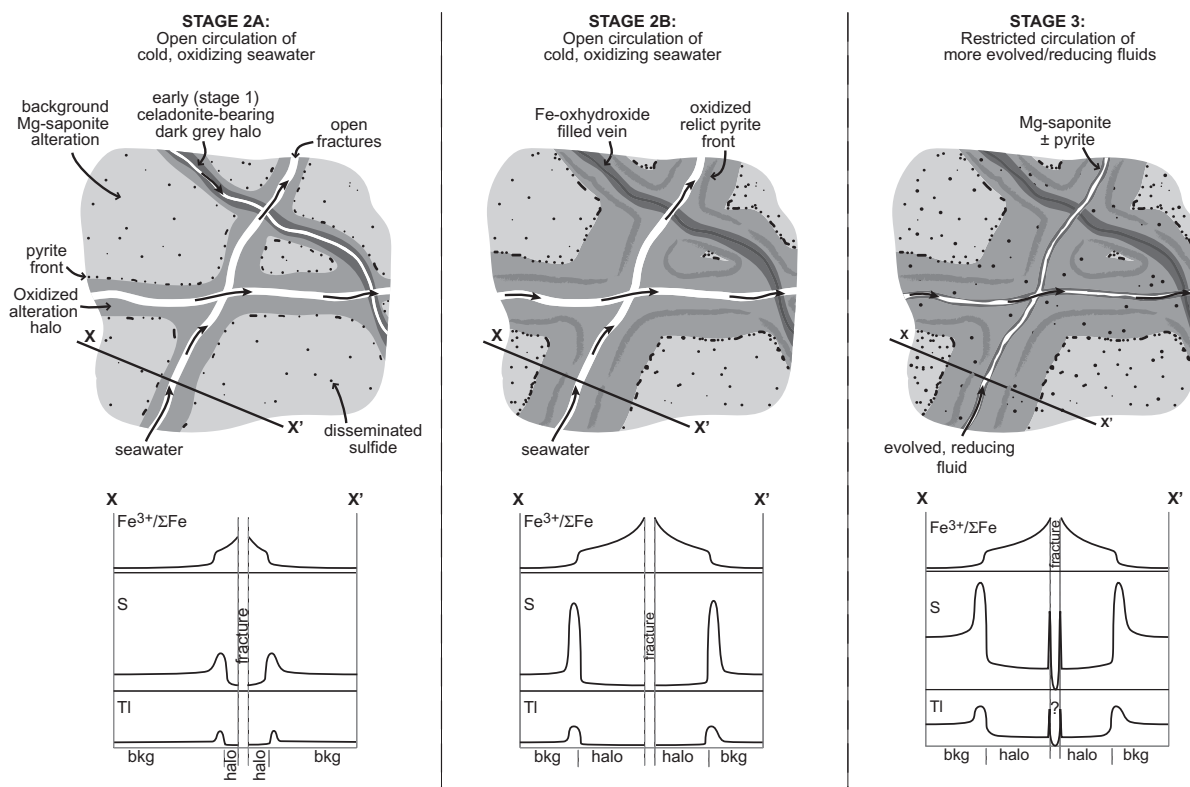 STAGE 2A:
Open circulation of
cold, oxidizing seawater
background
Mg-saponite
alteration
early (stage 1)
celadonite-bearing
dark grey halo
open
fractures
pyrite
front
Oxidized
alteration
halo
X
X'
disseminated
sulfide
seawater
X
X'
Fe3+/ΣFe
S
fracture
Tl
bkg
halo
halo
bkg
STAGE 2B:
Open circulation of
cold, oxidizing seawater
Fe-oxhydroxide
filled vein
oxidized
relict pyrite
front
X
X'
seawater
X
X'
Fe3+/ΣFe
S
fracture
Tl
bkg
halo
halo
bkg
STAGE 3:
Restricted circulation of
more evolved/reducing fluids
Mg-saponite
± pyrite
X
X'
evolved, reducing
fluid
X
X'
Fe3+/ΣFe
fracture
S
Tl
?
bkg
halo
halo
bkg